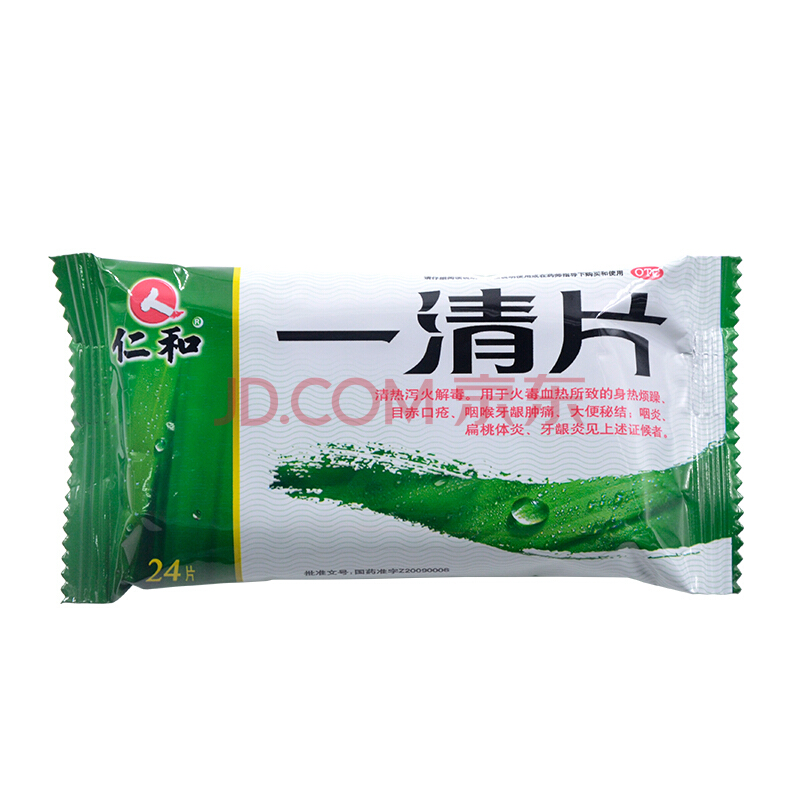 OTC
一清片
仁和
®
清热泻火解毒。用于火毒血热所致的身热烦躁、
目赤口疮、咽喉牙龈肿痛、大便秘结；咽炎、
扁桃体炎、牙龈炎见上述证候者。
JD.COM 京东
24片
批准文号：国药准字Z20090006